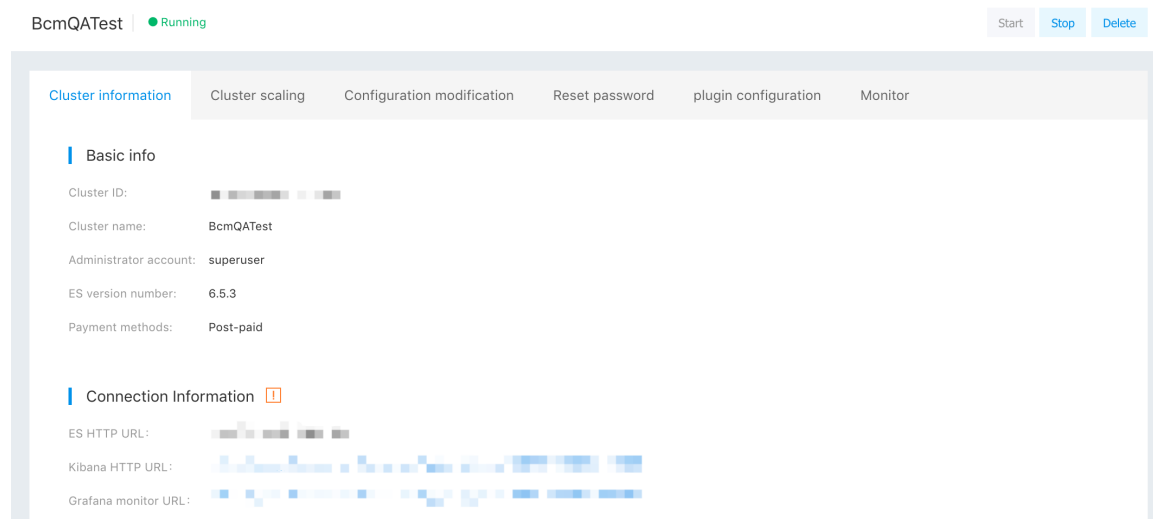 BcmQATest Running Start Stop Delete
Cluster information Cluster scaling Configuration modification Reset password plugin configuration Monitor
Basic info
Cluster ID:
Cluster name: BcmQATest
Administrator account: superuser
ES version number: 6.5.3
Payment methods: Post-paid
Connection Information
ES HTTP URL:
Kibana HTTP URL:
Grafana monitor URL: